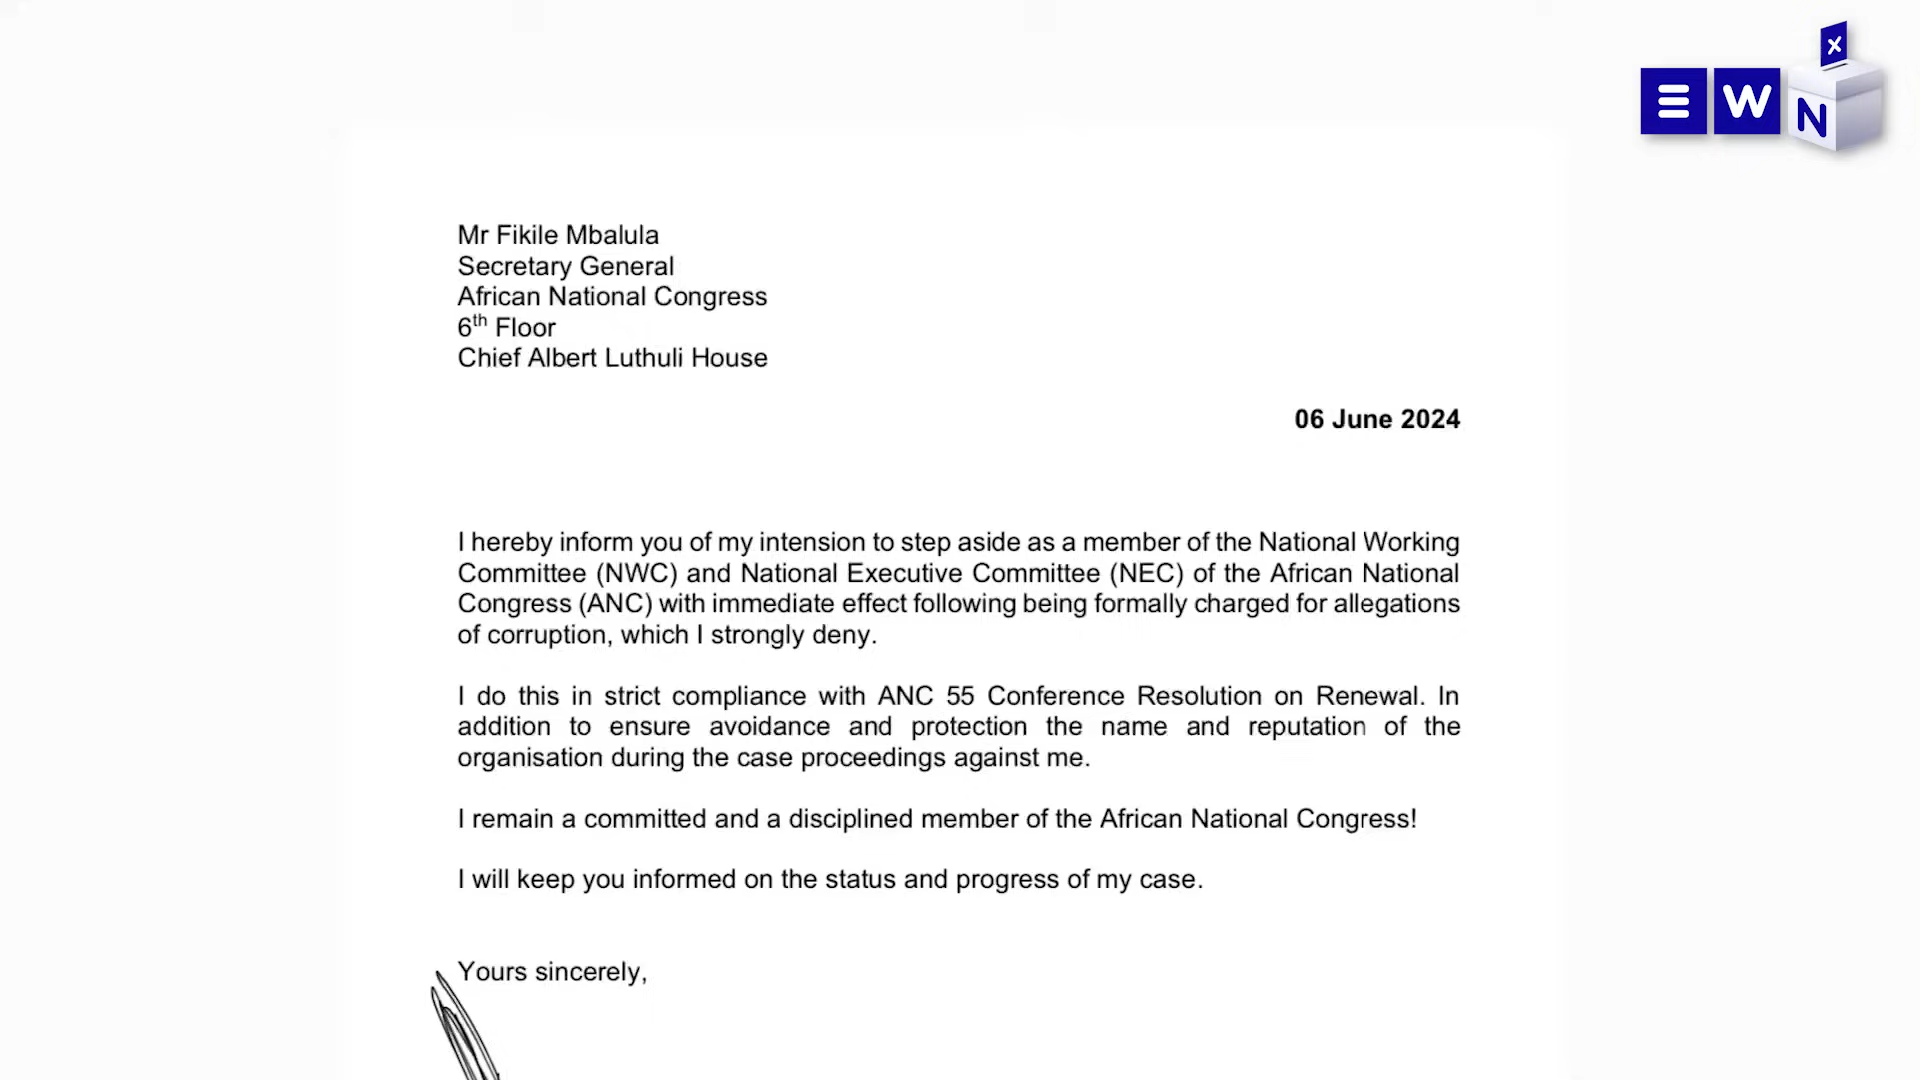 EWN
X
Mr Fikile Mbalula
Secretary General
African National Congress
6th Floor
Chief Albert Luthuli House
06 June 2024
I hereby inform you of my intension to step aside as a member of the National Working
Committee (NWC) and National Executive Committee (NEC) of the African National
Congress (ANC) with immediate effect following being formally charged for allegations
of corruption, which I strongly deny.
I do this in strict compliance with ANC 55 Conference Resolution on Renewal. In
addition to ensure avoidance and protection the name and reputation of the
organisation during the case proceedings against me.
I remain a committed and a disciplined member of the African National Congress!
I will keep you informed on the status and progress of my case.
Yours sincerely,